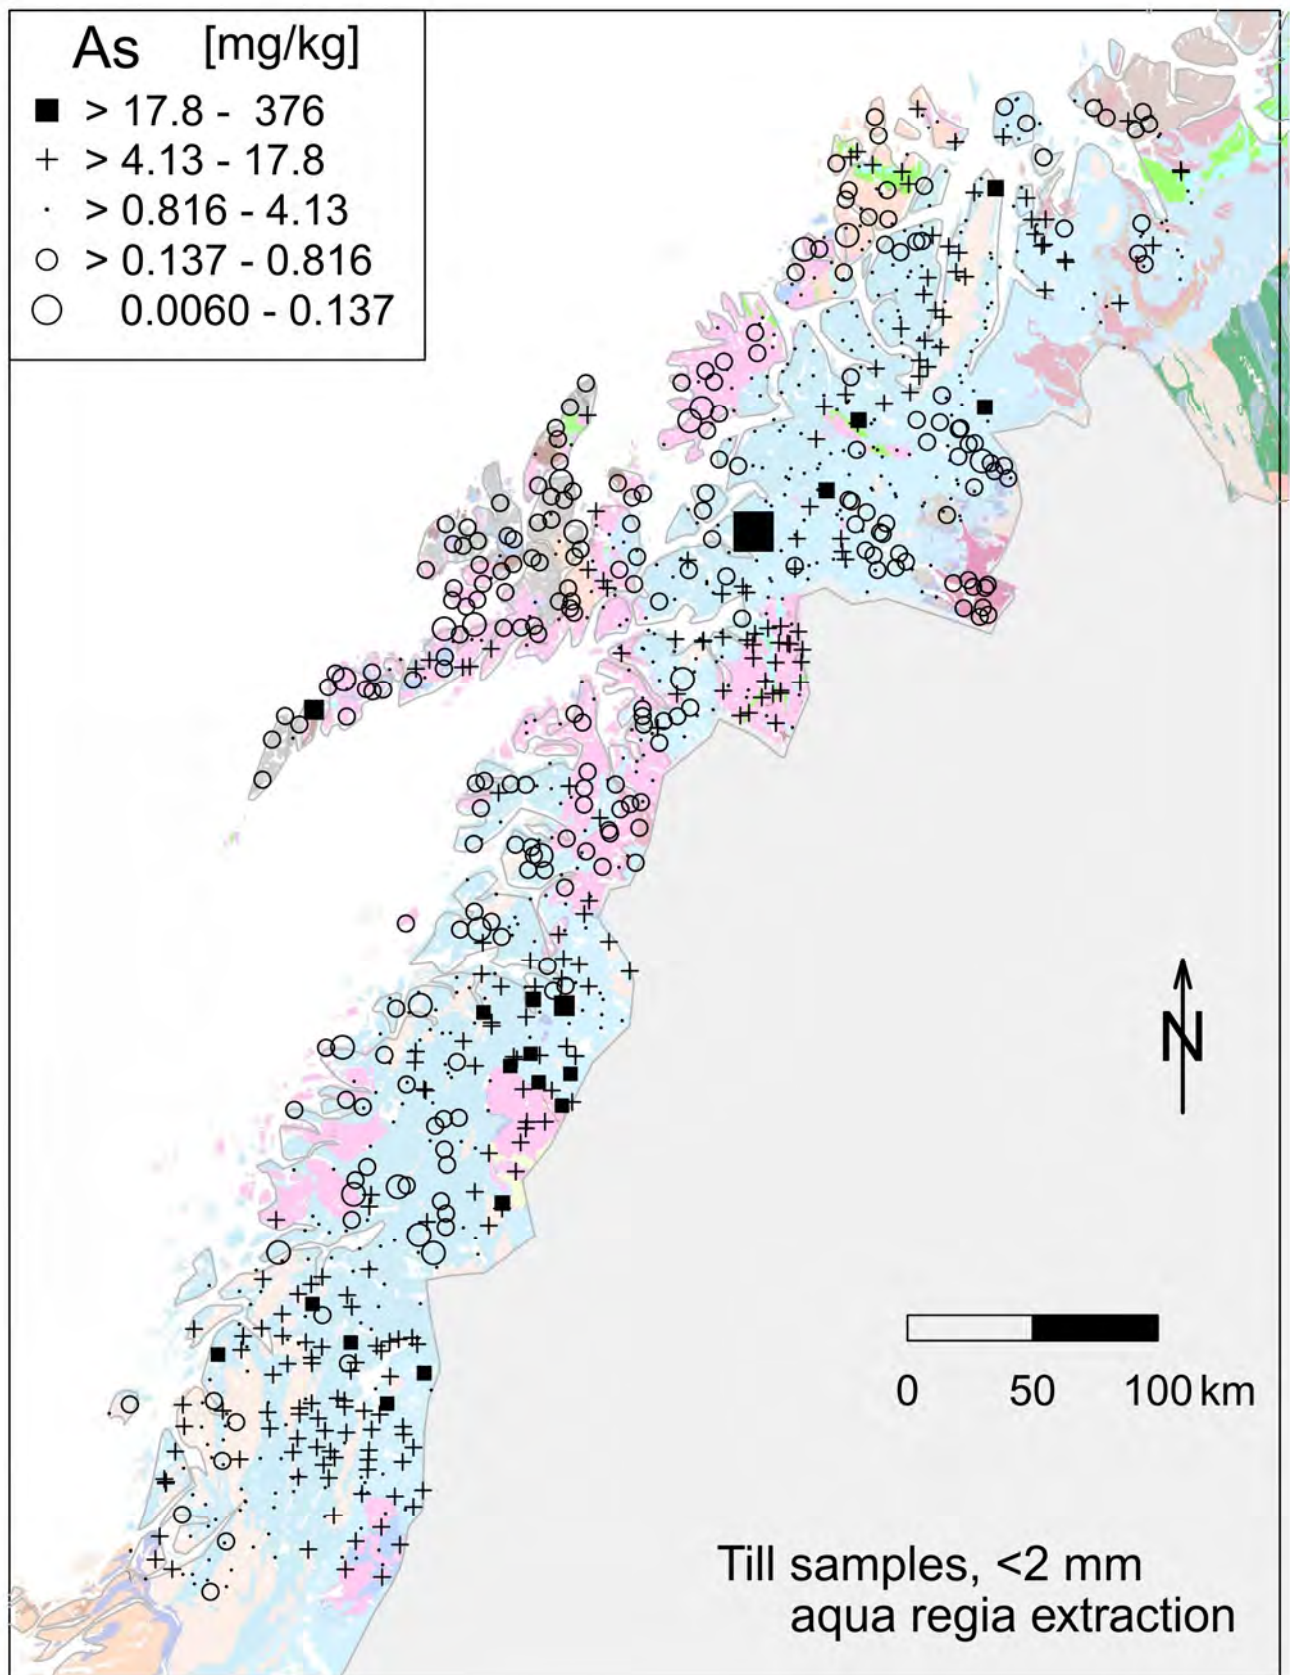 As [mg/kg]
■ > 17.8 - 376
+ > 4.13 - 17.8
· > 0.816 - 4.13
○ > 0.137 - 0.816
○ 0.0060 - 0.137
N
0 50 100 km
Till samples, <2 mm
aqua regia extraction